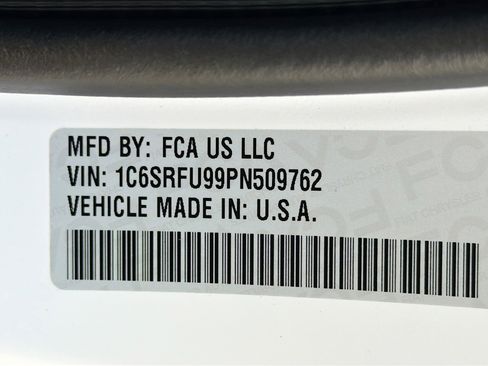 MFD BY: FCA US LLC
VIN: 1C6SRFU99PN509762
VEHICLE MADE IN: U.S.A.